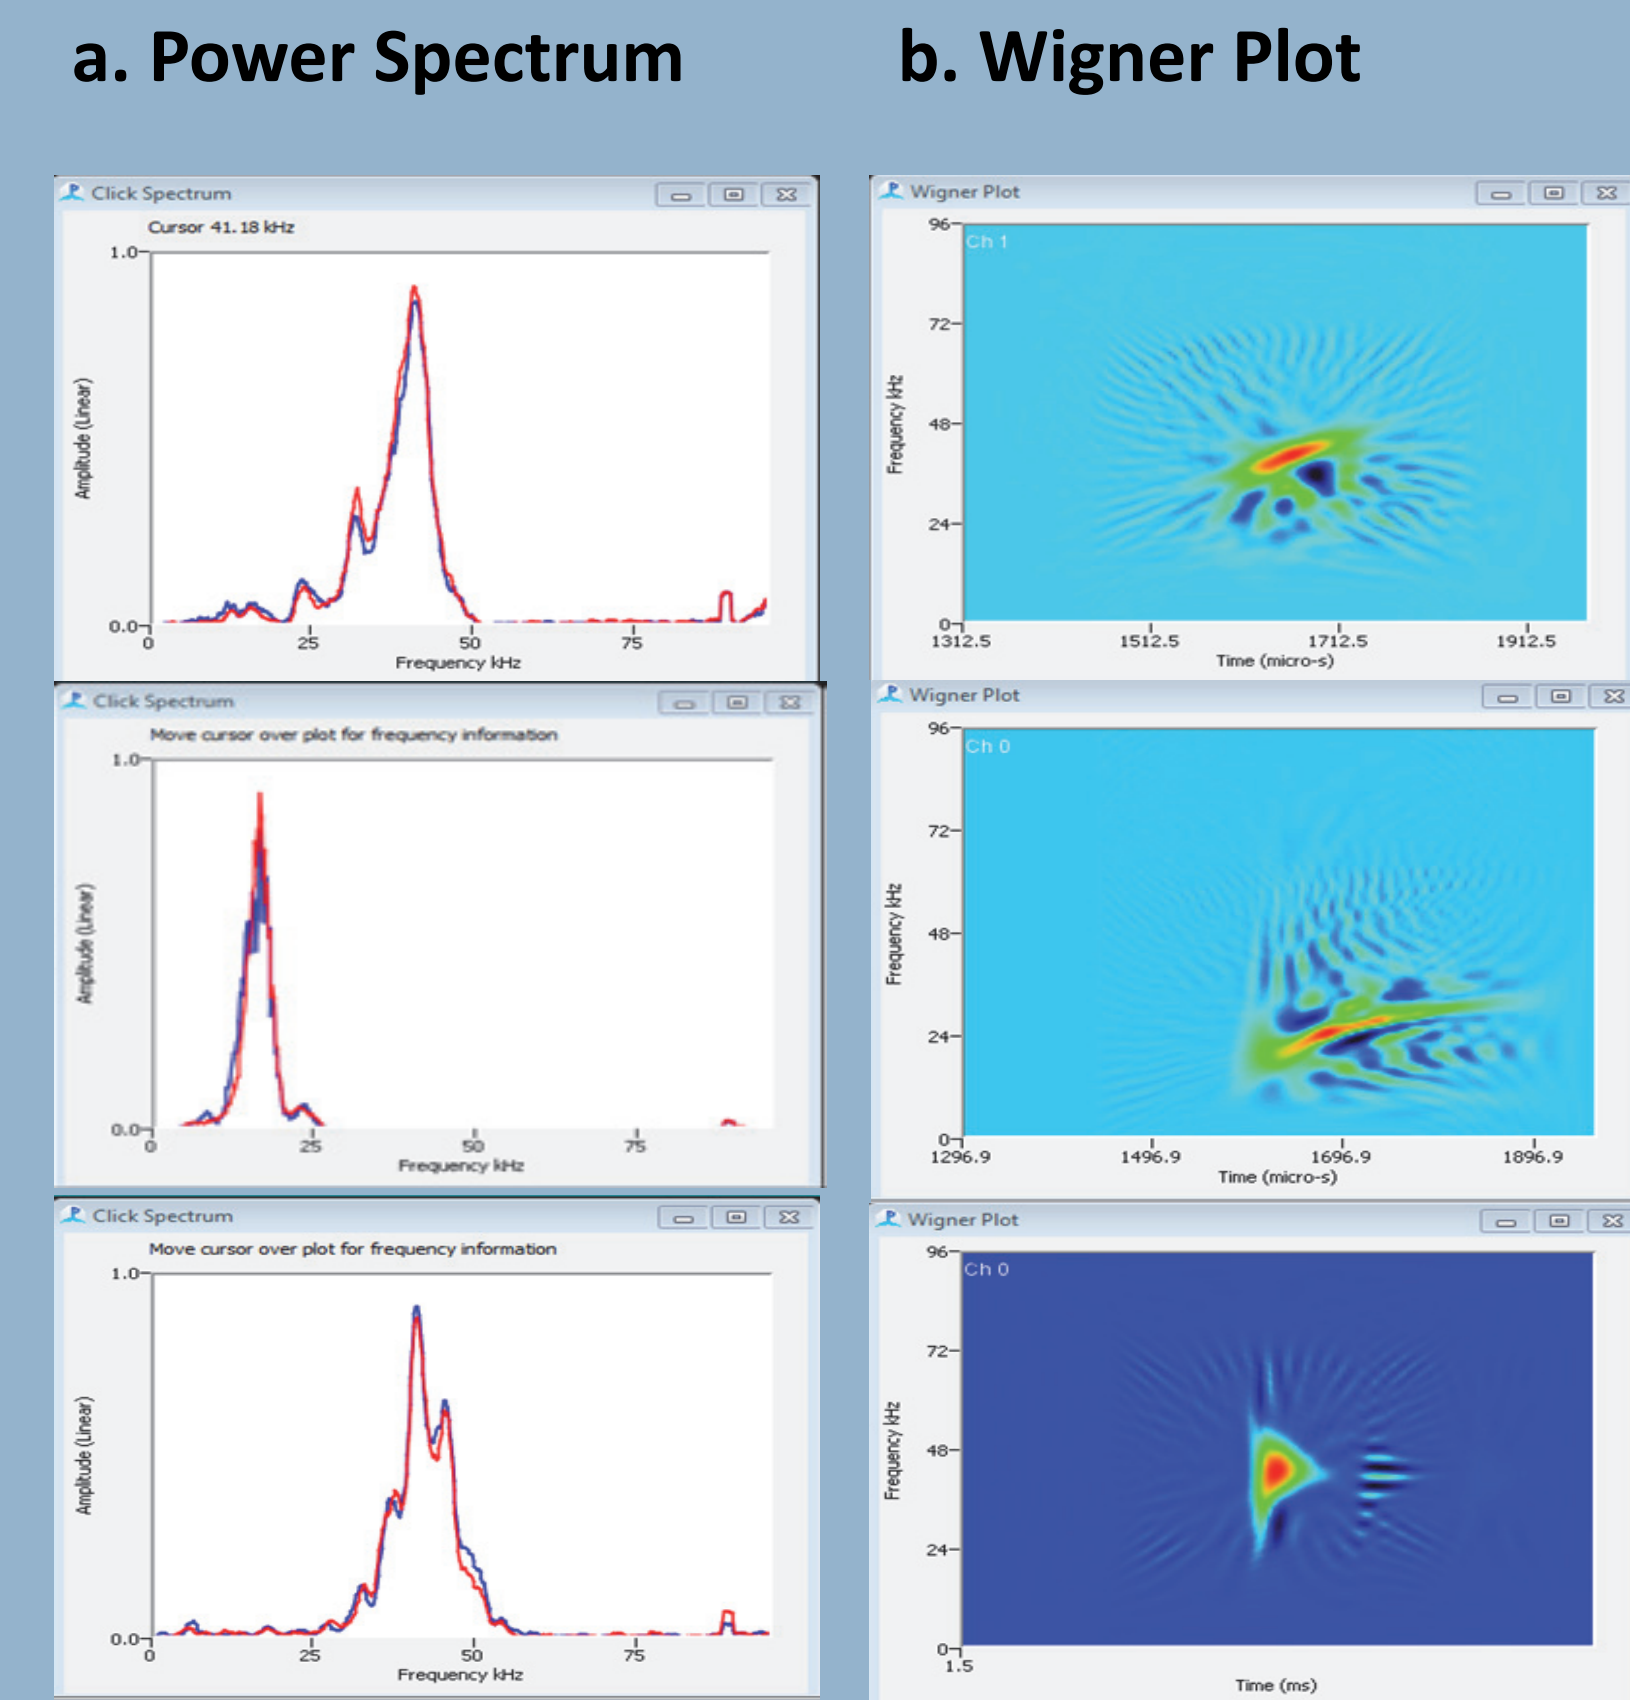 a. Power Spectrum
b. Wigner Plot
Click Spectrum
Cursor 41.18 kHz
1.0
Amplitude (Linear)
0.0
0 25 50 75
Frequency kHz
Wigner Plot
Ch 1
96
72
48
24
0
Frequency kHz
1312.5 1512.5 1712.5 1912.5
Time (micro-s)
Click Spectrum
Move cursor over plot for frequency information
1.0
Amplitude (Linear)
0.0
0 25 50 75
Frequency kHz
Wigner Plot
Ch 0
96
72
48
24
0
Frequency kHz
1296.9 1496.9 1696.9 1896.9
Time (micro-s)
Click Spectrum
Move cursor over plot for frequency information
1.0
Amplitude (Linear)
0.0
0 25 50 75
Frequency kHz
Wigner Plot
Ch 0
96
72
48
24
0
Frequency kHz
1.5
Time (ms)